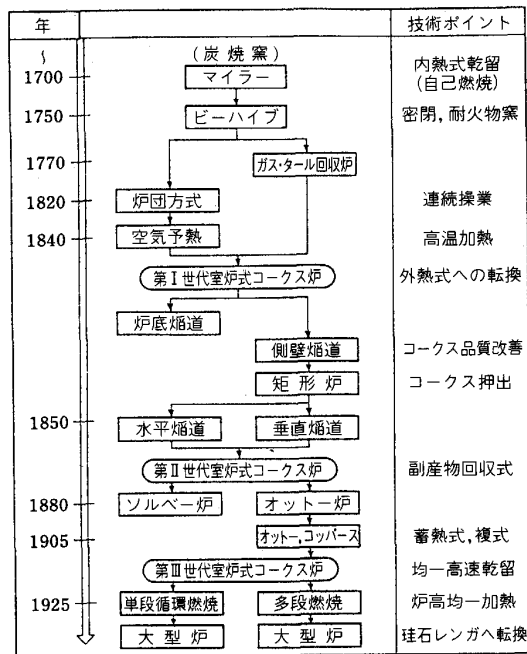 年
技術ポイント
〜
(炭焼窯)
1700
マイラー
内熱式乾留
(自己燃焼)
1750
ビーハイブ
密閉,耐火物窯
1770
ガス・タール回収炉
1820
炉団方式
連続操業
1840
空気予熱
高温加熱
第Ⅰ世代室炉式コークス炉
外熱式への転換
炉底焔道
側壁焔道
コークス品質改善
矩形炉
コークス押出
1850
水平焔道
垂直焔道
第Ⅱ世代室炉式コークス炉
副産物回収式
1880
ソルベー炉
オットー炉
1905
オットー,コッパース
蓄熱式,複式
第Ⅲ世代室炉式コークス炉
均一高速乾留
1925
単段循環燃焼
多段燃焼
炉高均一加熱
大型炉
大型炉
珪石レンガへ転換